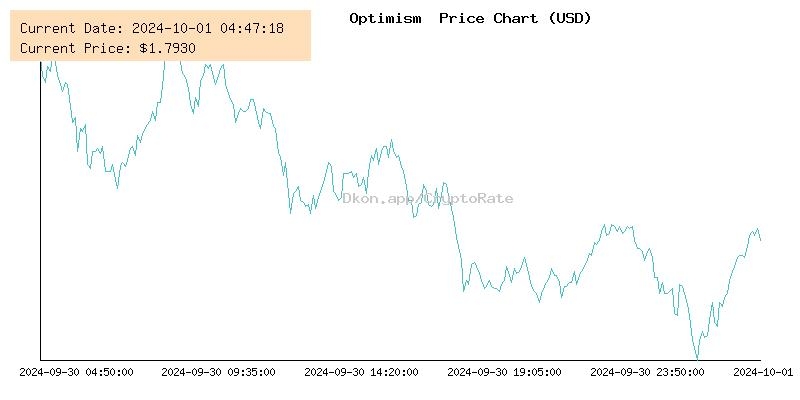 Optimism  Price Chart (USD)
Current Date: 2024-10-01 04:47:18
Current Price: $1.7930
Dkon.app/CryptoRate
2024-09-30 04:50:00 2024-09-30 09:35:00 2024-09-30 14:20:00 2024-09-30 19:05:00 2024-09-30 23:50:00 2024-10-01